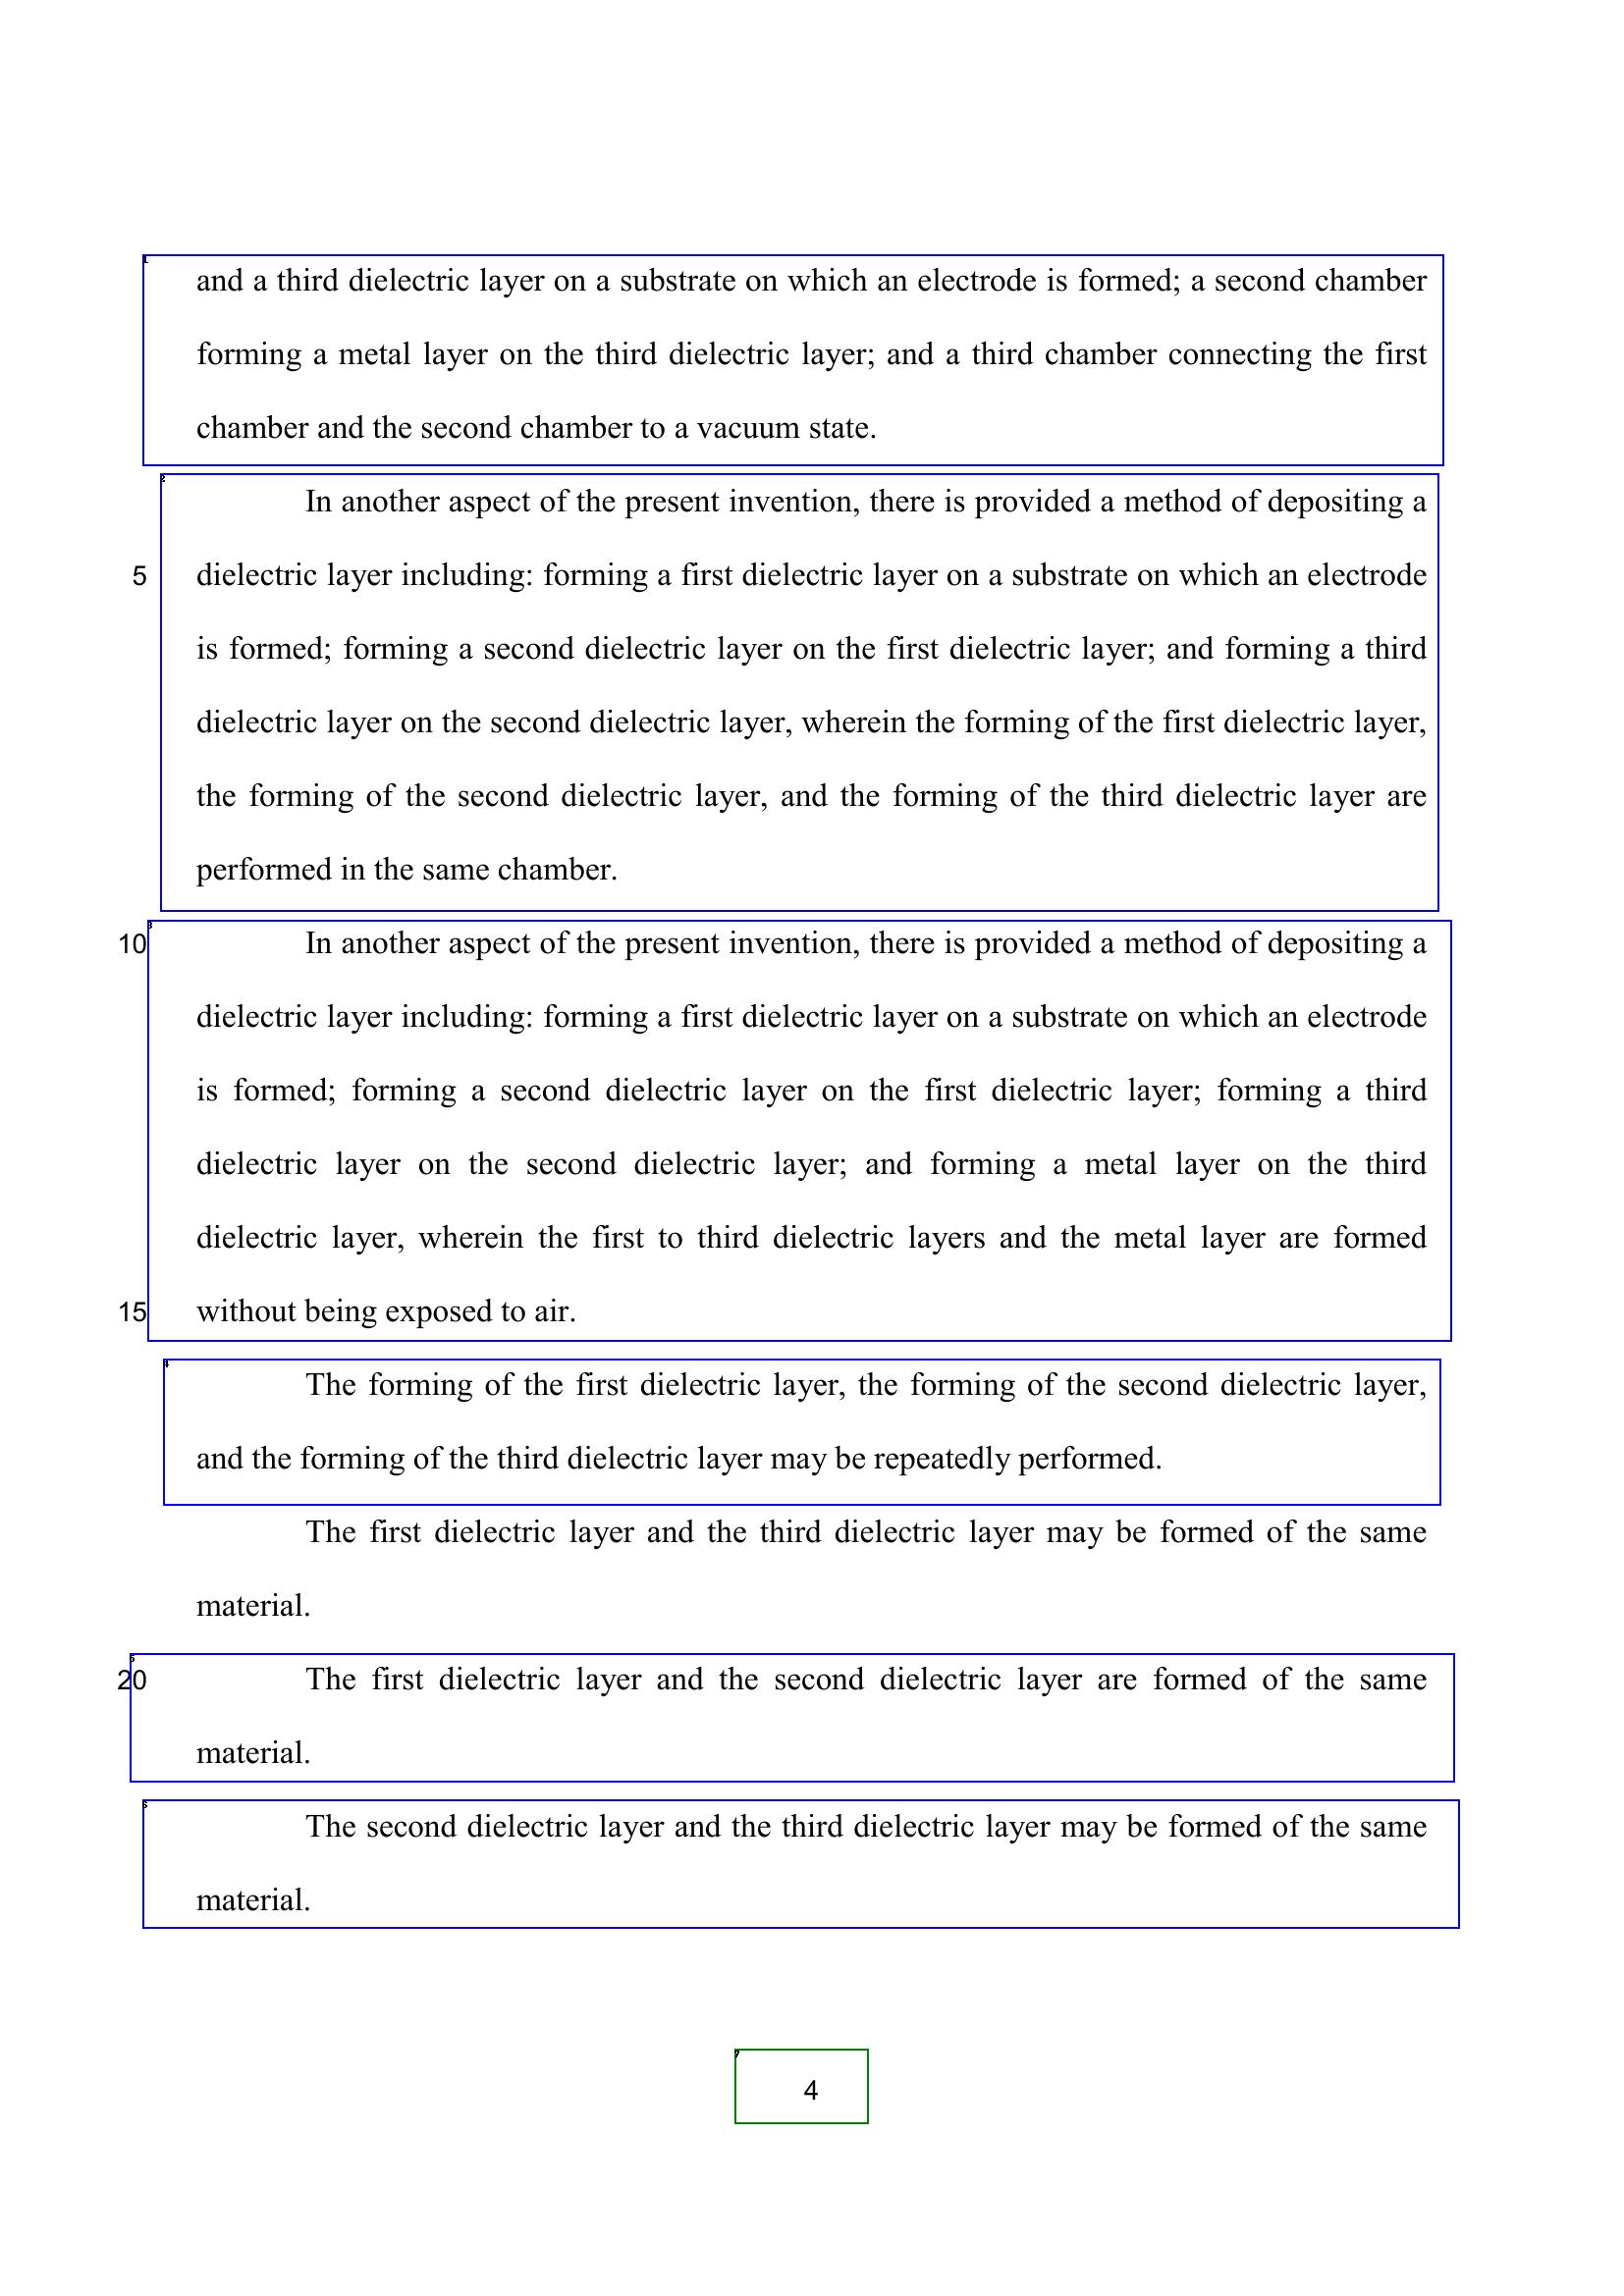 and a third dielectric layer on a substrate on which an electrode is formed; a second chamber
forming a metal layer on the third dielectric layer; and a third chamber connecting the first
chamber and the second chamber to a vacuum state.
In another aspect of the present invention, there is provided a method of depositing a
5 dielectric layer including: forming a first dielectric layer on a substrate on which an electrode
is formed; forming a second dielectric layer on the first dielectric layer; and forming a third
dielectric layer on the second dielectric layer, wherein the forming of the first dielectric layer,
the forming of the second dielectric layer, and the forming of the third dielectric layer are
performed in the same chamber.
10 In another aspect of the present invention, there is provided a method of depositing a
dielectric layer including: forming a first dielectric layer on a substrate on which an electrode
is formed; forming a second dielectric layer on the first dielectric layer; forming a third
dielectric layer on the second dielectric layer; and forming a metal layer on the third
dielectric layer, wherein the first to third dielectric layers and the metal layer are formed
15 without being exposed to air.
The forming of the first dielectric layer, the forming of the second dielectric layer,
and the forming of the third dielectric layer may be repeatedly performed.
The first dielectric layer and the third dielectric layer may be formed of the same
material.
20 The first dielectric layer and the second dielectric layer are formed of the same
material.
The second dielectric layer and the third dielectric layer may be formed of the same
material.
4